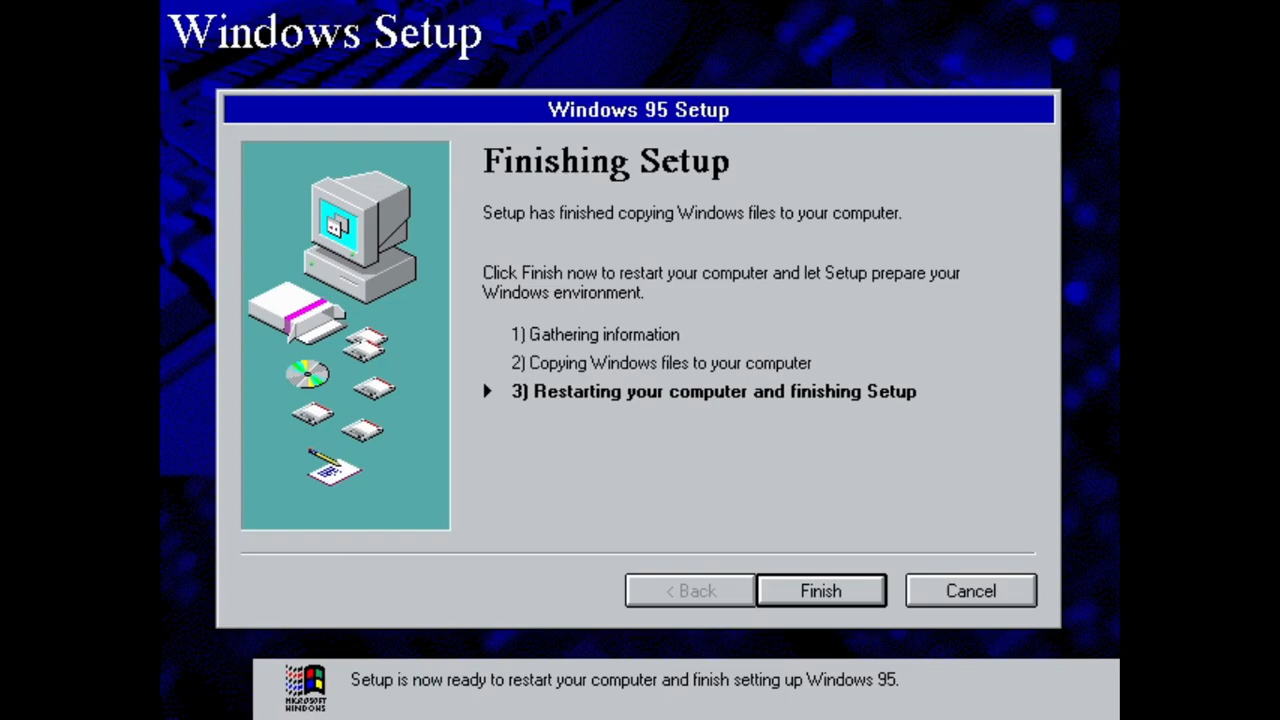 Windows Setup
Windows 95 Setup
Finishing Setup
Setup has finished copying Windows files to your computer.
Click Finish now to restart your computer and let Setup prepare your
Windows environment.
1) Gathering information
2) Copying Windows files to your computer
3) Restarting your computer and finishing Setup
< Back
Finish
Cancel
Setup is now ready to restart your computer and finish setting up Windows 95.
MICROSOFT
WINDOWS